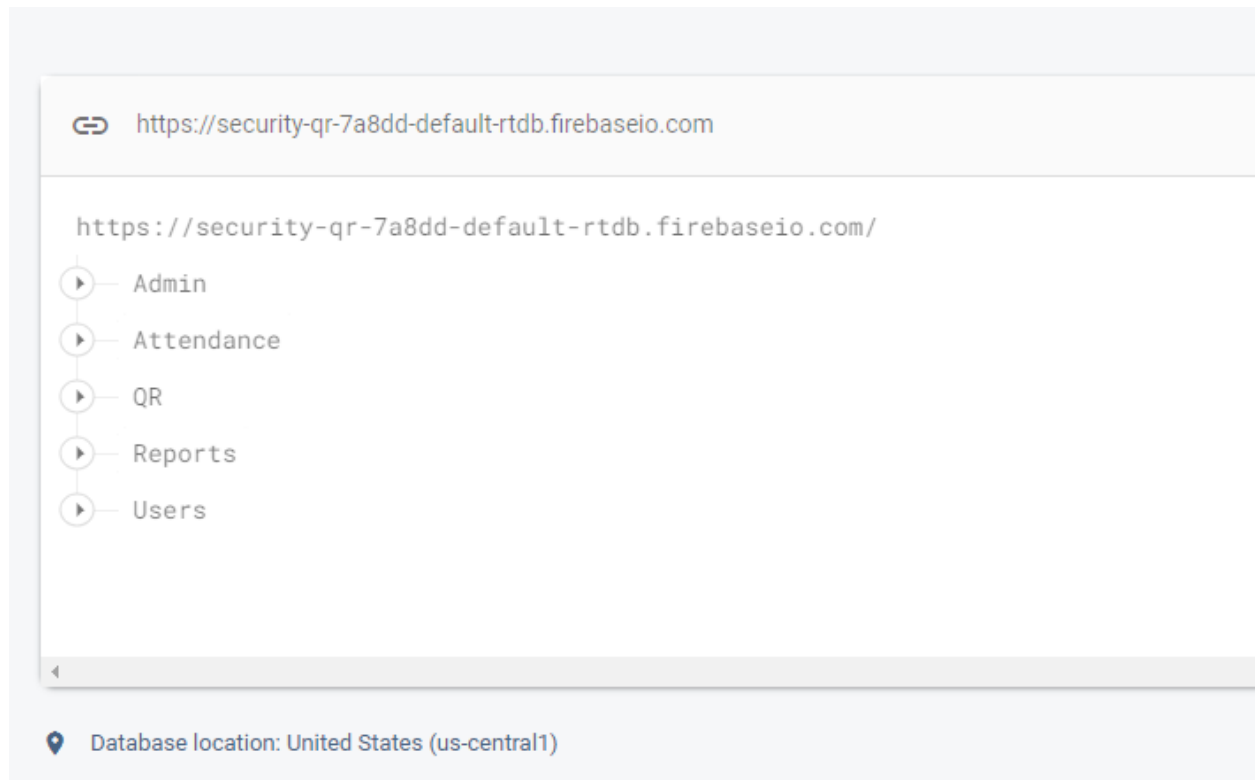 https://security-qr-7a8dd-default-rtdb.firebaseio.com
https://security-qr-7a8dd-default-rtdb.firebaseio.com/
Admin
Attendance
QR
Reports
Users
Database location: United States (us-central1)